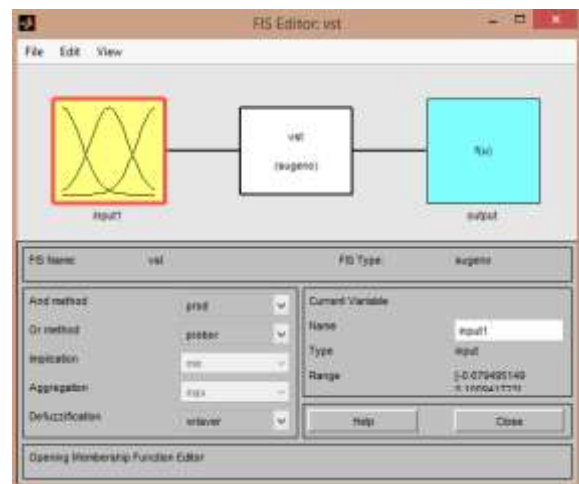 FIS Editor: vst
File Edit View
vst
(sugeno)
f(u)
input1
output
FIS Name: vst FIS Type: sugeno
And method prod
Or method probor
Implication min
Aggregation max
Defuzzification wtaver
Current Variable
Name input1
Type input
Range [-0.079495149
Help Close
Opening Membership Function Editor